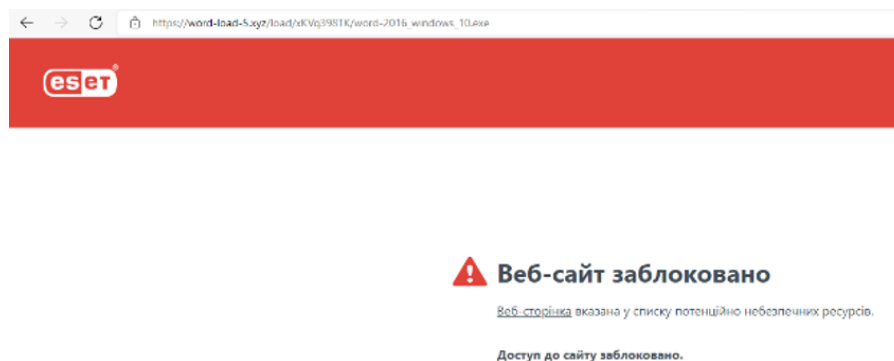 https://word-load-5.xyz/load/xKVq398TK/word-2016_windows_10.exe
eseT
Веб-сайт заблоковано
Веб-сторінка вказана у списку потенційно небезпечних ресурсів.
Доступ до сайту заблоковано.